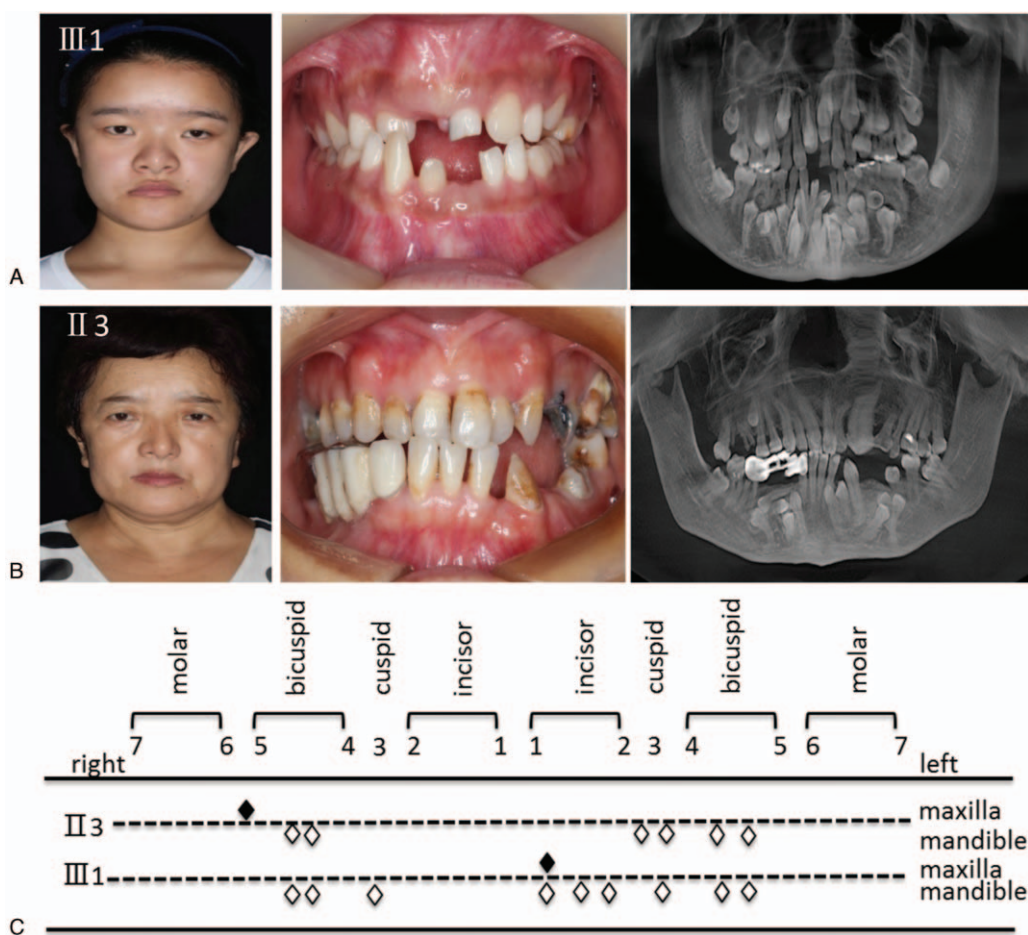 III1
A
II3
B
molar
bicuspid
cuspid
incisor
incisor
cuspid
bicuspid
molar
7 6 5 4 3 2 1 1 2 3 4 5 6 7
right left
maxilla
II3
mandible
maxilla
III1
mandible
C